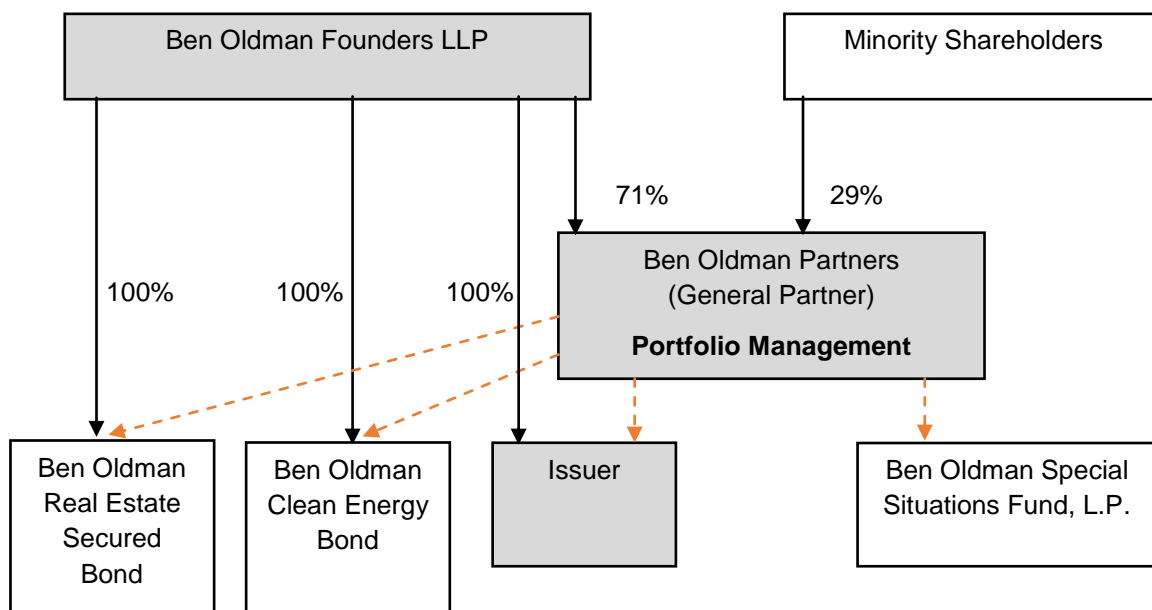 Ben Oldman Founders LLP
Minority Shareholders
71%
29%
Ben Oldman Partners
(General Partner)
Portfolio Management
100%
100%
100%
Ben Oldman
Real Estate
Secured
Bond
Ben Oldman
Clean Energy
Bond
Issuer
Ben Oldman Special
Situations Fund, L.P.